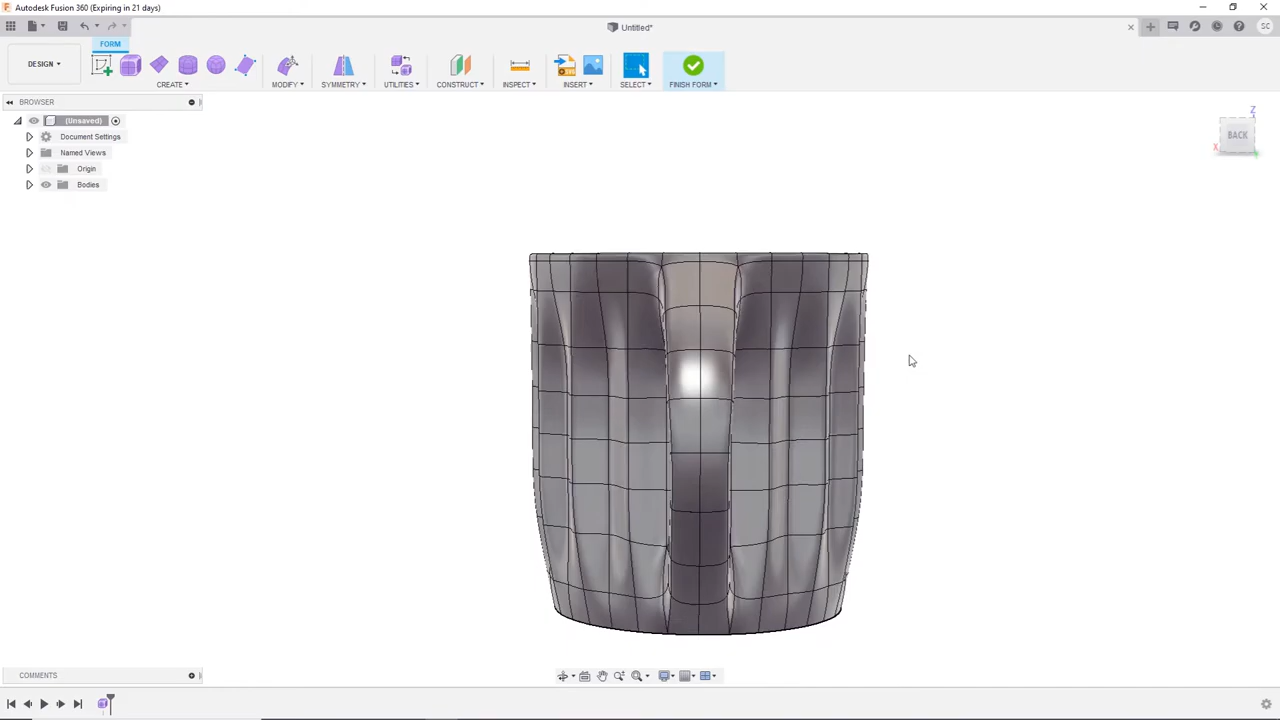 Autodesk Fusion 360 (Expiring in 21 days)
Untitled*
SC
FORM
DESIGN
CREATE
MODIFY
SYMMETRY
UTILITIES
CONSTRUCT
INSPECT
INSERT
SELECT
FINISH FORM
BROWSER
(Unsaved)
Document Settings
Named Views
Origin
Bodies
Z
BACK
X
COMMENTS